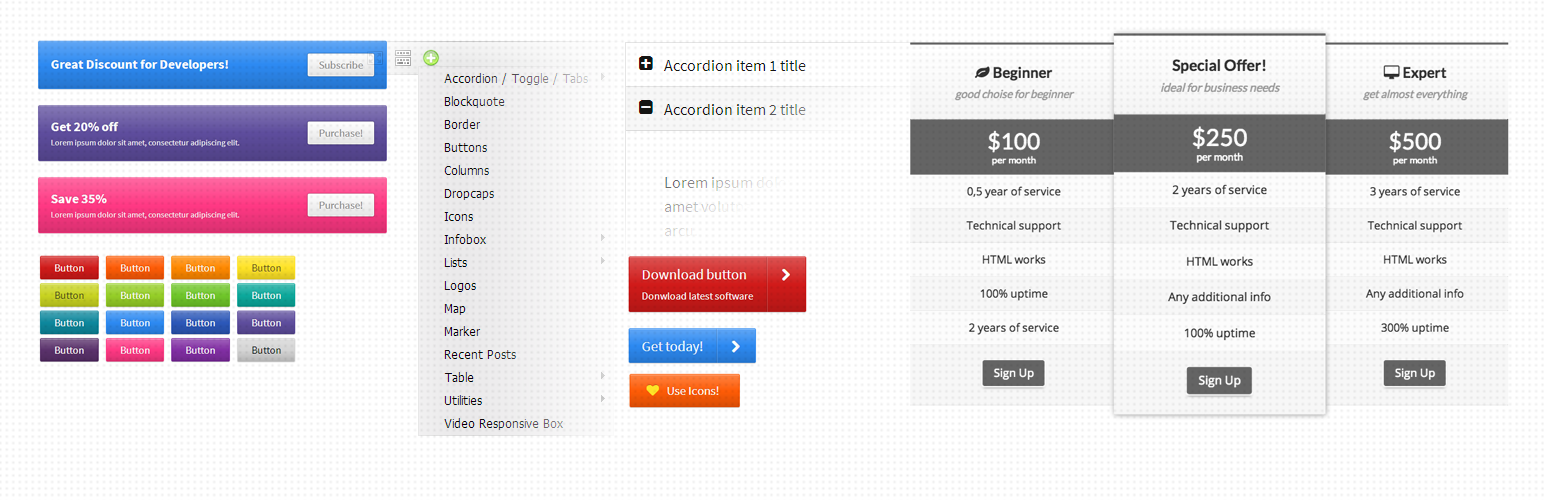 Great Discount for Developers!
Subscribe
Get 20% off
Lorem ipsum dolor sit amet, consectetur adipiscing elit.
Purchase!
Save 35%
Lorem ipsum dolor sit amet, consectetur adipiscing elit.
Purchase!
Button Button Button Button
Button Button Button Button
Button Button Button Button
Button Button Button Button
Accordion / Toggle / Tabs
Blockquote
Border
Buttons
Columns
Dropcaps
Icons
Infobox
Lists
Logos
Map
Marker
Recent Posts
Table
Utilities
Video Responsive Box
Accordion item 1 title
Accordion item 2 title
Lorem ipsum do
amet volut
arcu
Download button
Donwload latest software
Get today!
Use Icons!
Beginner
good choise for beginner
$100
per month
0,5 year of service
Technical support
HTML works
100% uptime
2 years of service
Sign Up
Special Offer!
ideal for business needs
$250
per month
2 years of service
Technical support
HTML works
Any additional info
100% uptime
Sign Up
Expert
get almost everything
$500
per month
3 years of service
Technical support
HTML works
Any additional info
300% uptime
Sign Up